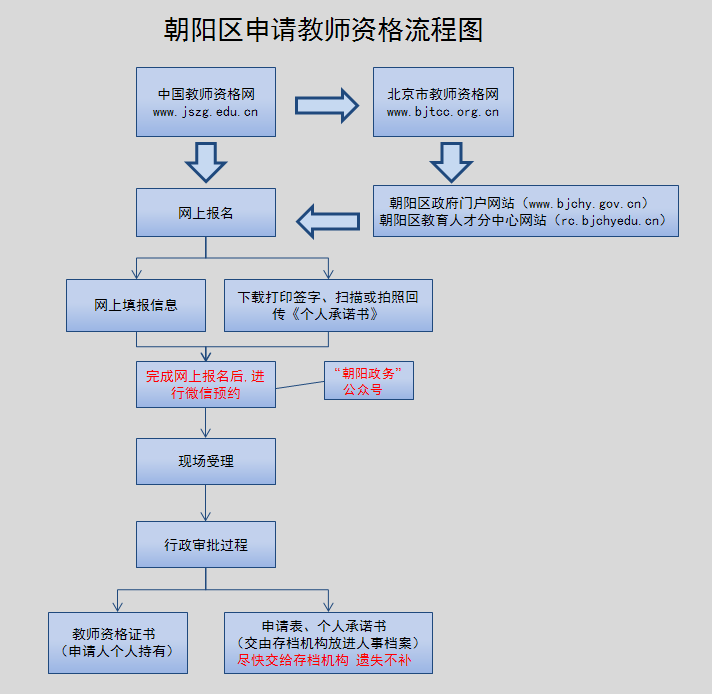 朝阳区申请教师资格流程图
中国教师资格网
www.jszg.edu.cn
北京市教师资格网
www.bjtcc.org.cn
网上报名
朝阳区政府门户网站（www.bjchy.gov.cn）
朝阳区教育人才分中心网站（rc.bjchyedu.cn）
网上填报信息
下载打印签字、扫描或拍照回
传《个人承诺书》
完成网上报名后,进
行微信预约
“朝阳政务”
公众号
现场受理
行政审批过程
教师资格证书
（申请人个人持有）
申请表、个人承诺书
（交由存档机构放进人事档案）
尽快交给存档机构 遗失不补